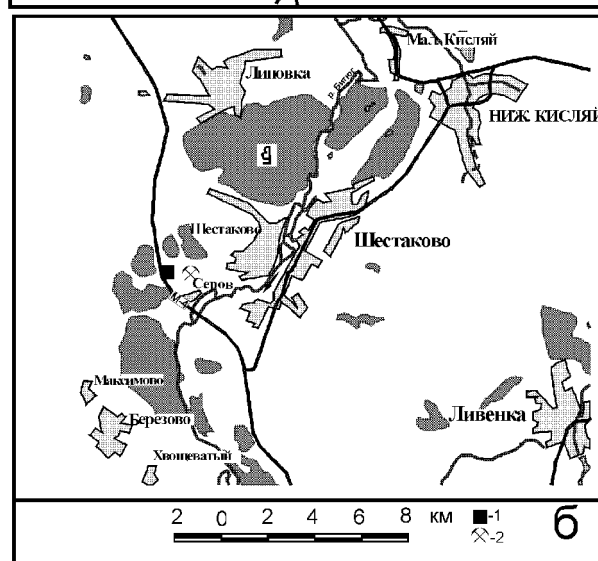 Мал. Кисляй
Липовка
р. Битюг
НИЖ. КИСЛЯЙ
Шестаково
Шестаково
Серов
М
Максимово
Березово
Ливенка
Хвощеватый
2 0 2 4 6 8 км
-1
-2
б